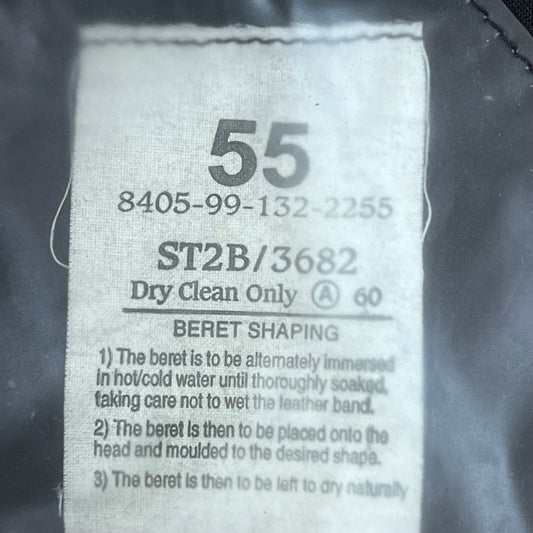 55
8405-99-132-2255
ST2B/3682
Dry Clean Only Ⓐ 60
BERET SHAPING
1) The beret is to be alternately immersed
in hot/cold water until thoroughly soaked,
taking care not to wet the leather band.
2) The beret is then to be placed onto the
head and moulded to the desired shape.
3) The beret is then to be left to dry naturally